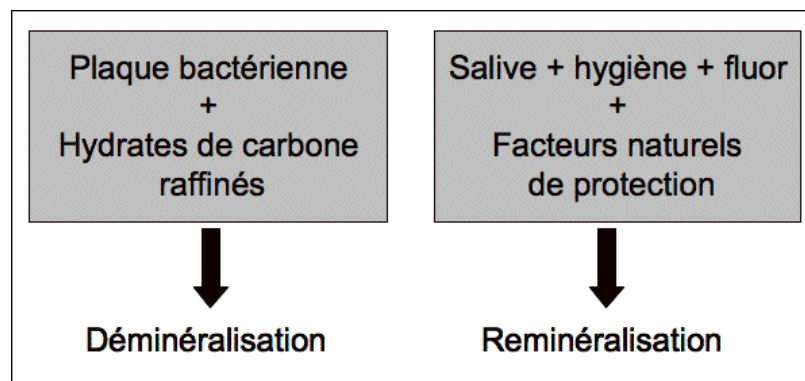 Plaque bactérienne
+
Hydrates de carbone
raffinés
Déminéralisation
Salive + hygiène + fluor
+
Facteurs naturels
de protection
Reminéralisation